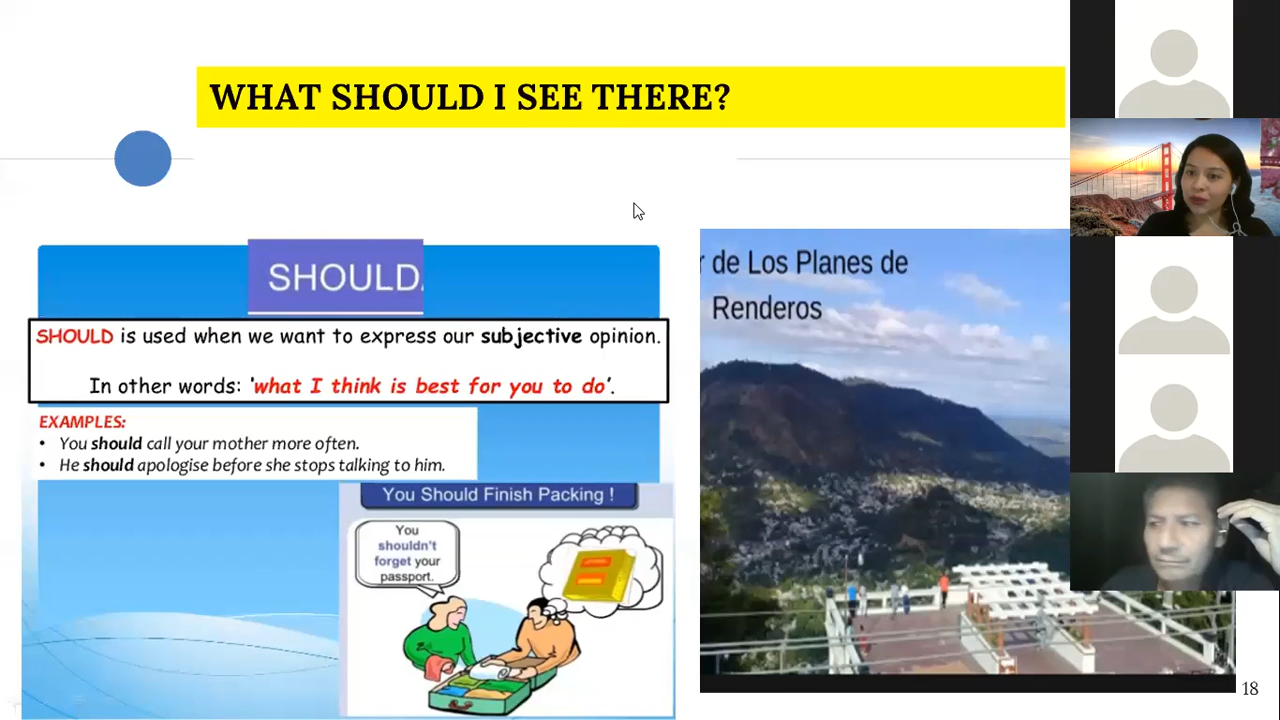 WHAT SHOULD I SEE THERE?
SHOULD
SHOULD is used when we want to express our subjective opinion.
In other words: 'what I think is best for you to do'.
EXAMPLES:
• You should call your mother more often.
• He should apologise before she stops talking to him.
You Should Finish Packing !
You
shouldn't
forget your
passport.
r de Los Planes de
Renderos
18